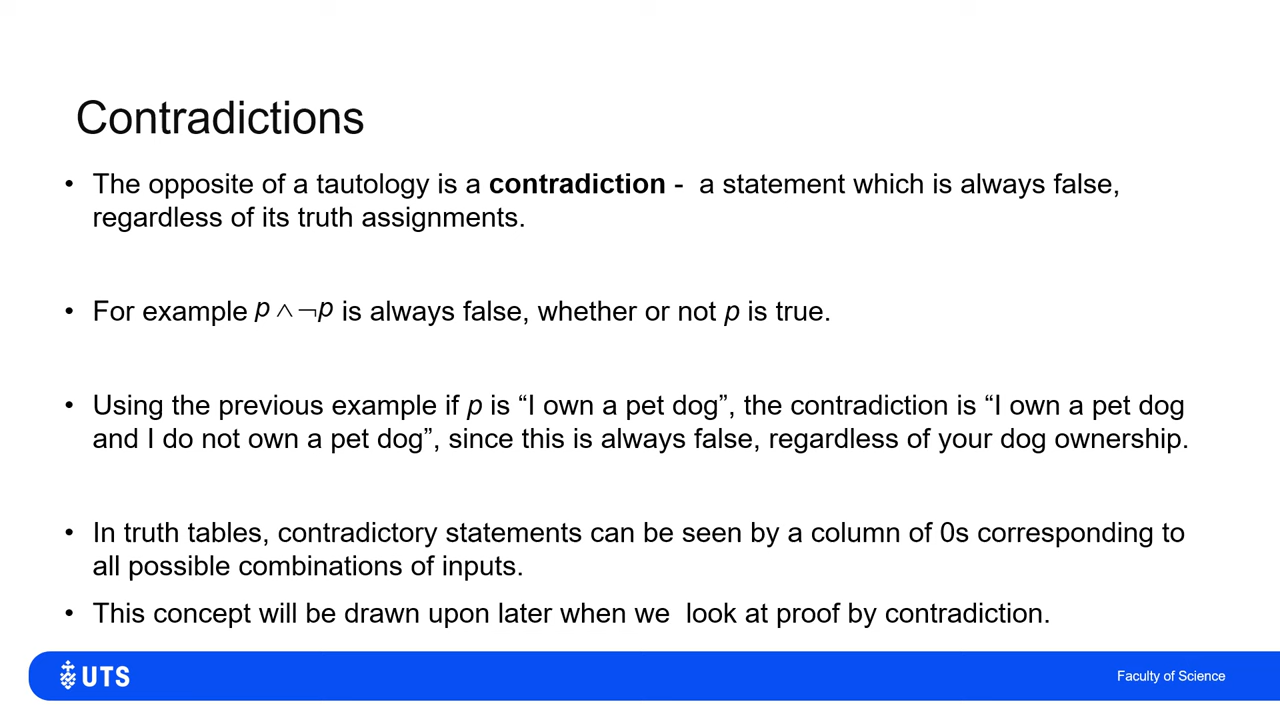 Contradictions
• The opposite of a tautology is a contradiction - a statement which is always false,
regardless of its truth assignments.
• For example p ∧ ¬p is always false, whether or not p is true.
• Using the previous example if p is “I own a pet dog”, the contradiction is “I own a pet dog
and I do not own a pet dog”, since this is always false, regardless of your dog ownership.
• In truth tables, contradictory statements can be seen by a column of 0s corresponding to
all possible combinations of inputs.
• This concept will be drawn upon later when we  look at proof by contradiction.
UTS
Faculty of Science